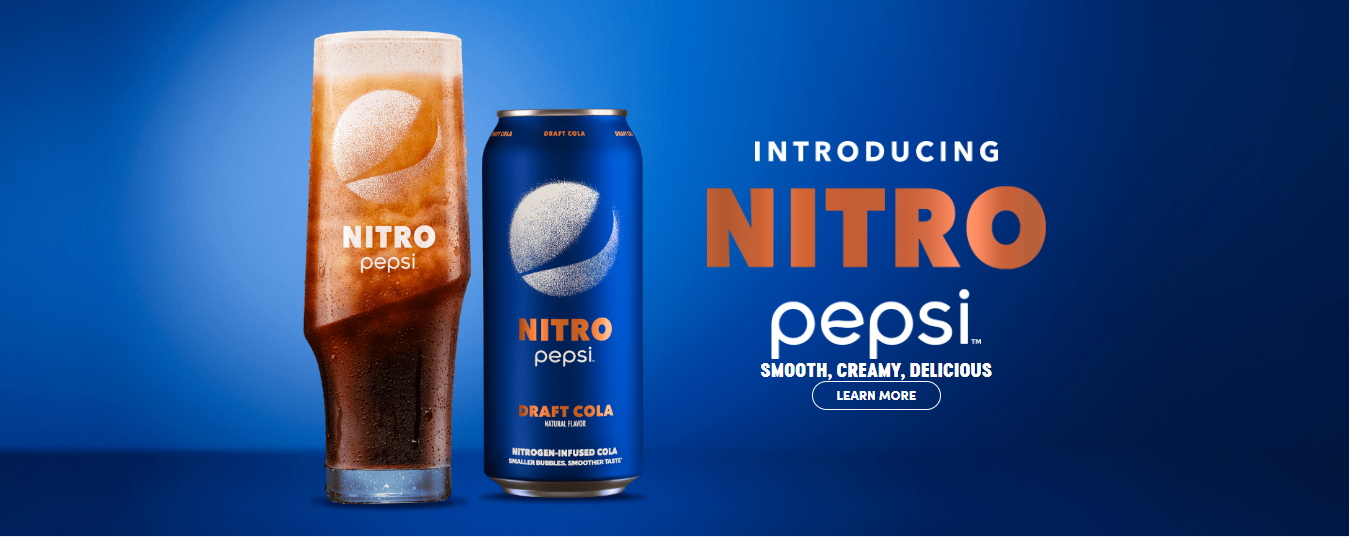 NITRO
pepsi
DRAFT COLA
NITRO
pepsi
DRAFT COLA
NATURAL FLAVOR
NITROGEN-INFUSED COLA
SMALLER BUBBLES, SMOOTHER TASTE
INTRODUCING
NITRO
pepsi™
SMOOTH, CREAMY, DELICIOUS
LEARN MORE